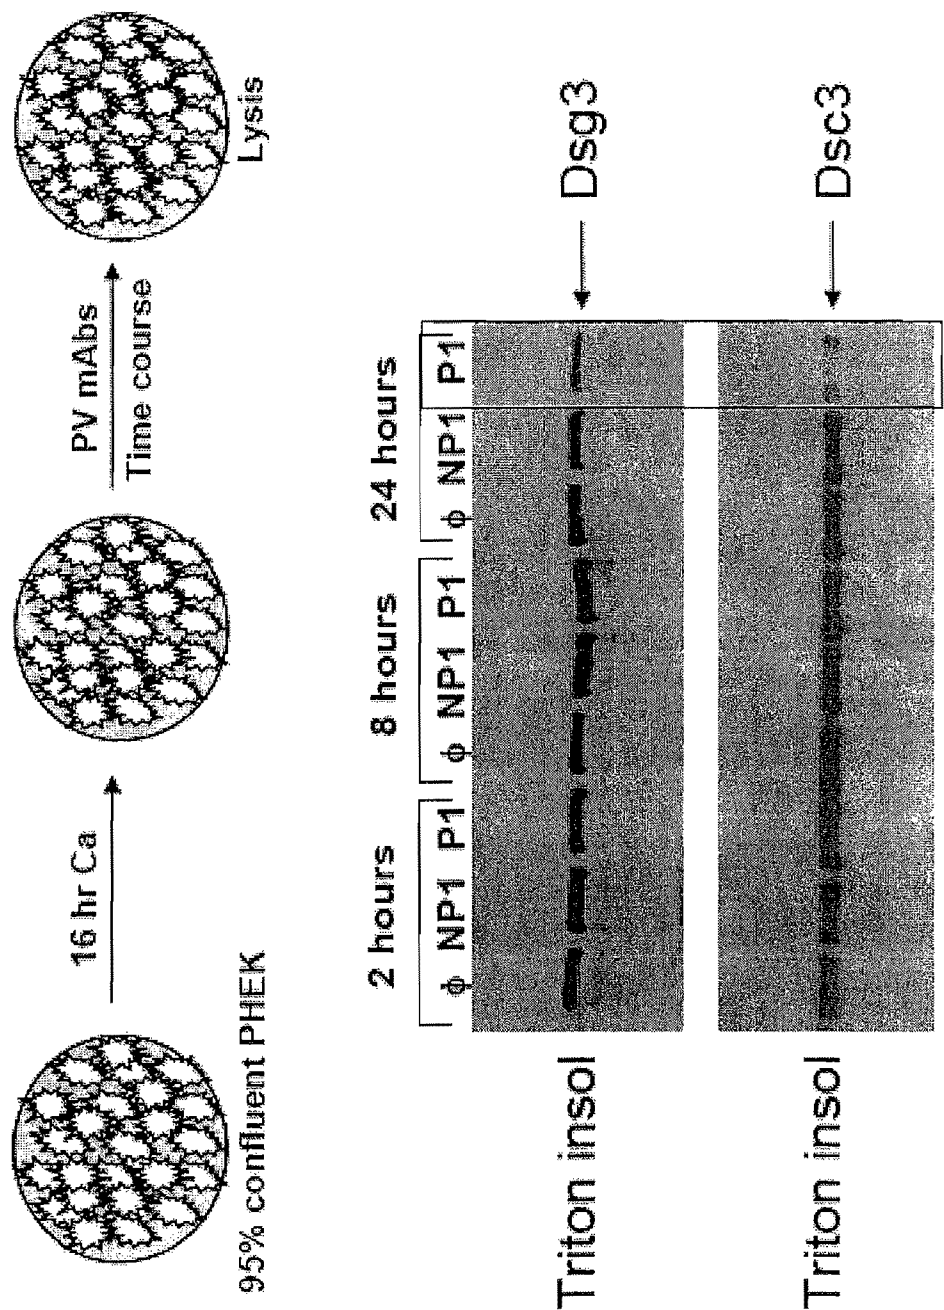 16 hr Ca
PV mAbs
Time course
95% confluent PHEK
Lysis
2 hours 8 hours 24 hours
ϕ NP1 P1 ϕ NP1 P1 ϕ NP1 P1
Triton insol Dsg3
Triton insol Dsc3